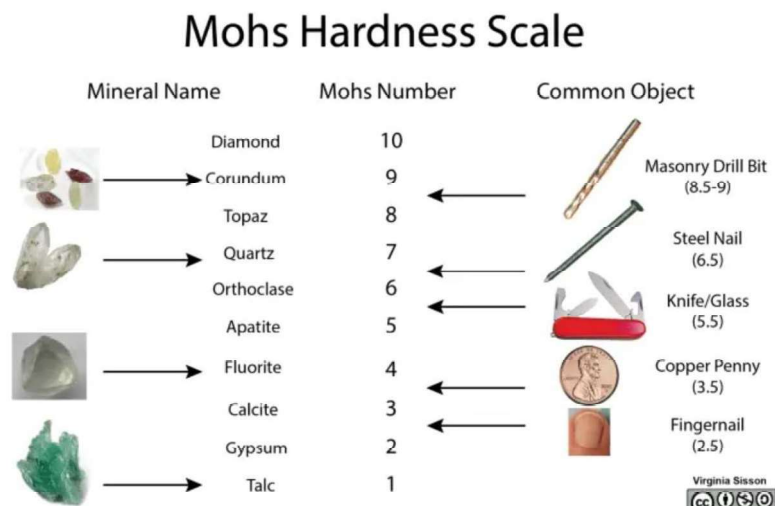 Mohs Hardness Scale
Mineral Name Mohs Number Common Object
Diamond 10
Masonry Drill Bit
(8.5-9)
Corundum 9
Topaz 8
Steel Nail
(6.5)
Quartz 7
Orthoclase 6
Knife/Glass
(5.5)
Apatite 5
Fluorite 4
Copper Penny
(3.5)
Calcite 3
Fingernail
(2.5)
Gypsum 2
Talc 1
Virginia Sisson
cc